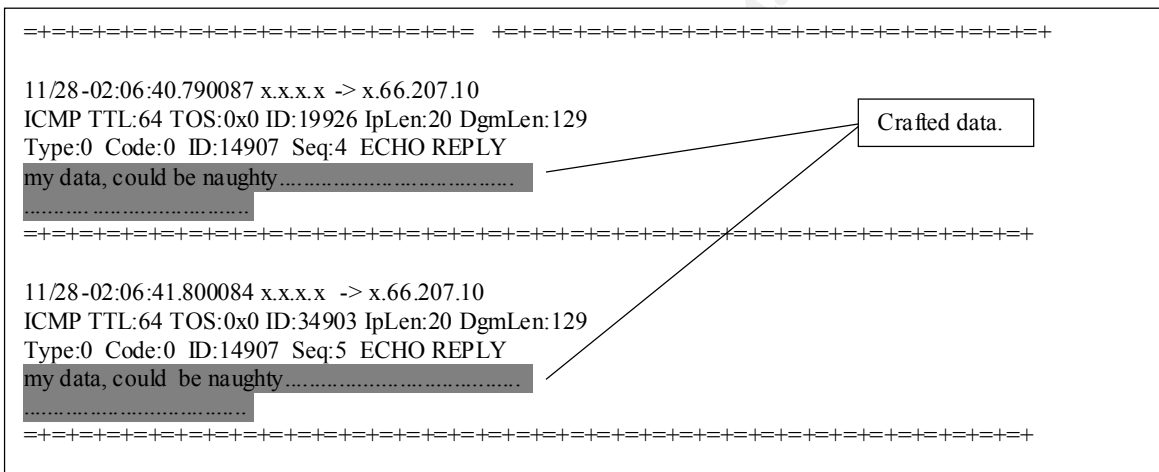 =+=+=+=+=+=+=+=+=+=+=+=+=+=+=+=+= +=+=+=+=+=+=+=+=+=+=+=+=+=+=+=+=+=+=+=+=+
11/28-02:06:40.790087 x.x.x.x -> x.66.207.10
ICMP TTL:64 TOS:0x0 ID:19926 IpLen:20 DgmLen:129
Type:0 Code:0 ID:14907 Seq:4 ECHO REPLY
my data, could be naughty.......................................
........... ..........................
=+=+=+=+=+=+=+=+=+=+=+=+=+=+=+=+=+=+=+=+=+=+=+=+=+=+=+=+=+=+=+=+=+=+=+=+=+
11/28-02:06:41.800084 x.x.x.x -> x.66.207.10
ICMP TTL:64 TOS:0x0 ID:34903 IpLen:20 DgmLen:129
Type:0 Code:0 ID:14907 Seq:5 ECHO REPLY
my data, could be naughty.......................................
.....................................
=+=+=+=+=+=+=+=+=+=+=+=+=+=+=+=+=+=+=+=+=+=+=+=+=+=+=+=+=+=+=+=+=+=+=+=+=+
Crafted data.